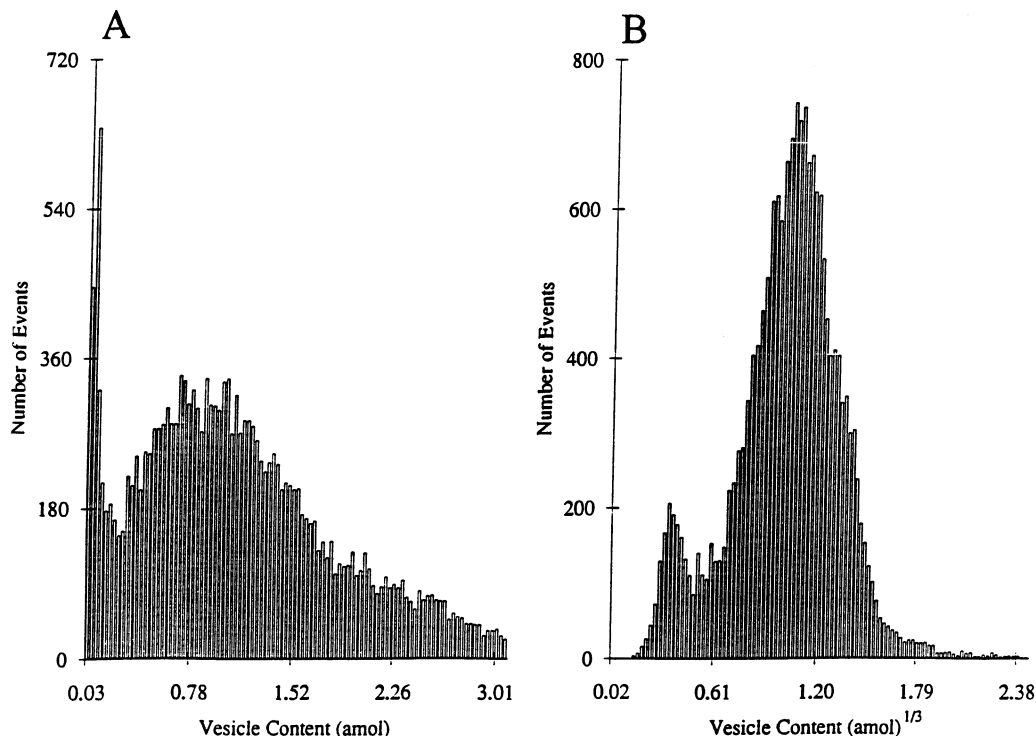 A
720
540
360
180
0
Number of Events
0.03 0.78 1.52 2.26 3.01
Vesicle Content (amol)
B
800
600
400
200
0
Number of Events
0.02 0.61 1.20 1.79 2.38
Vesicle Content (amol)^1/3